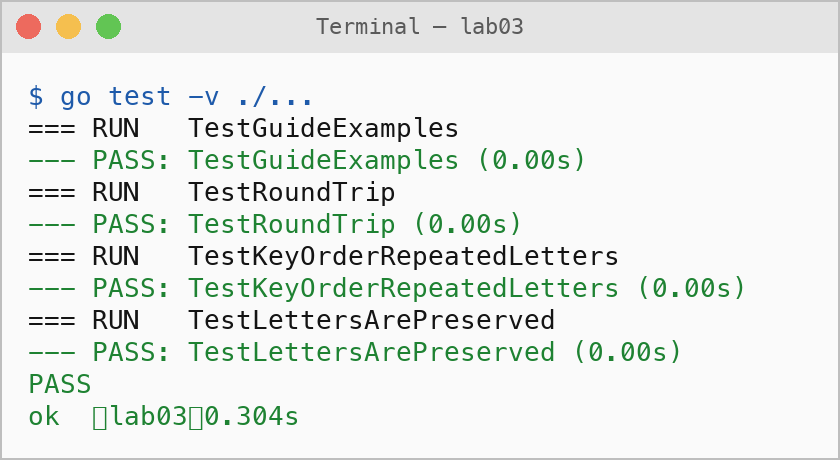 Terminal — lab03
$ go test -v ./...
=== RUN   TestGuideExamples
--- PASS: TestGuideExamples (0.00s)
=== RUN   TestRoundTrip
--- PASS: TestRoundTrip (0.00s)
=== RUN   TestKeyOrderRepeatedLetters
--- PASS: TestKeyOrderRepeatedLetters (0.00s)
=== RUN   TestLettersArePreserved
--- PASS: TestLettersArePreserved (0.00s)
PASS
ok  □lab03□0.304s